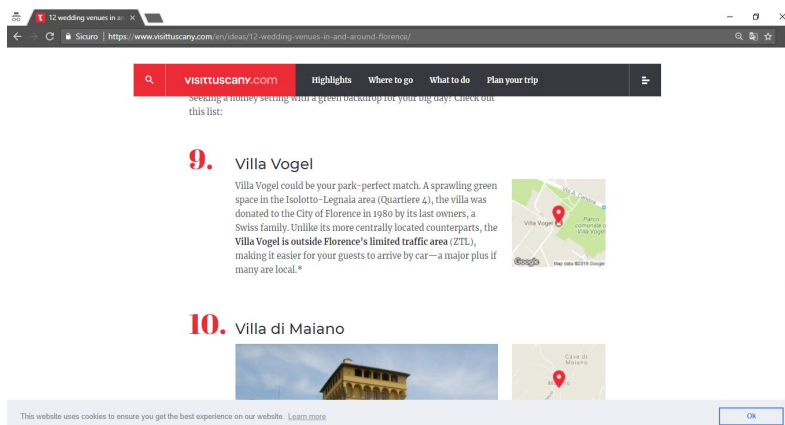 12 wedding venues in an
Sicuro | https://www.visittuscany.com/en/ideas/12-wedding-venues-in-and-around-florence/
visittuscany.com Highlights Where to go What to do Plan your trip
Seeking a homey setting with a green backdrop for your big day? Check out
this list:
9. Villa Vogel
Villa Vogel could be your park-perfect match. A sprawling green
space in the Isolotto-Legnaia area (Quartiere 4), the villa was
donated to the City of Florence in 1980 by its last owners, a
Swiss family. Unlike its more centrally located counterparts, the
Villa Vogel is outside Florence's limited traffic area (ZTL),
making it easier for your guests to arrive by car—a major plus if
many are local.*
Via A. Canova
Villa Vogel
Parco
comunale d
Villa Vogel
Google
Map data ©2018 Google
10. Villa di Maiano
Cave di
Maiano
This website uses cookies to ensure you get the best experience on our website. Learn more
Ok